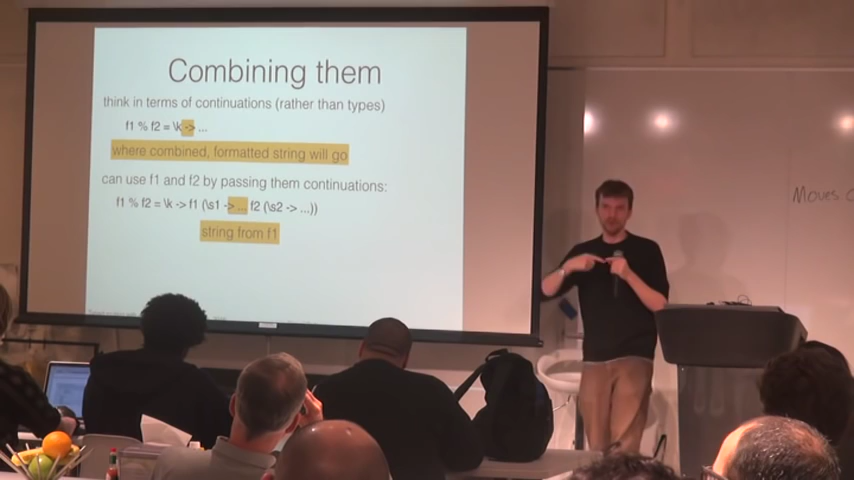 Combining them
think in terms of continuations (rather than types)
f1 % f2 = \k -> ...
where combined, formatted string will go
can use f1 and f2 by passing them continuations:
f1 % f2 = \k -> f1 (\s1 -> ... f2 (\s2 -> ...))
string from f1
Moves